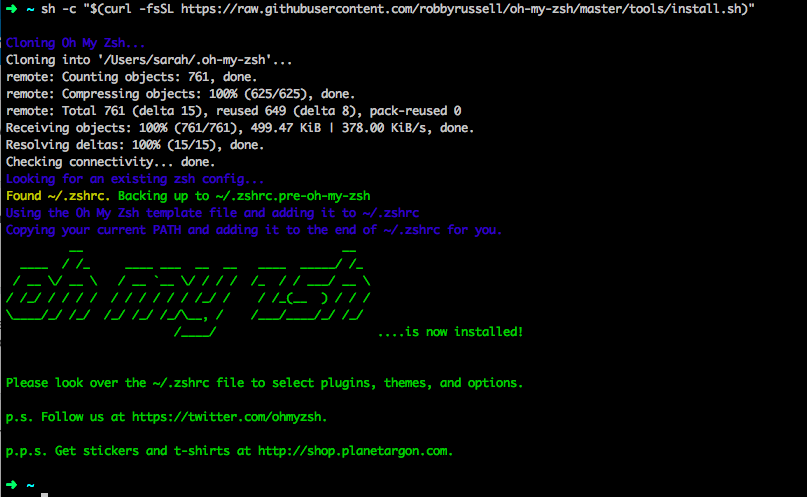 ➜ ~ sh -c "$(curl -fsSL https://raw.githubusercontent.com/robbyrussell/oh-my-zsh/master/tools/install.sh)"
Cloning Oh My Zsh...
Cloning into '/Users/sarah/.oh-my-zsh'...
remote: Counting objects: 761, done.
remote: Compressing objects: 100% (625/625), done.
remote: Total 761 (delta 15), reused 649 (delta 8), pack-reused 0
Receiving objects: 100% (761/761), 499.47 KiB | 378.00 KiB/s, done.
Resolving deltas: 100% (15/15), done.
Checking connectivity... done.
Looking for an existing zsh config...
Found ~/.zshrc. Backing up to ~/.zshrc.pre-oh-my-zsh
Using the Oh My Zsh template file and adding it to ~/.zshrc
Copying your current PATH and adding it to the end of ~/.zshrc for you.
oh my zsh
....is now installed!
Please look over the ~/.zshrc file to select plugins, themes, and options.
p.s. Follow us at https://twitter.com/ohmyzsh.
p.p.s. Get stickers and t-shirts at http://shop.planetargon.com.
➜ ~